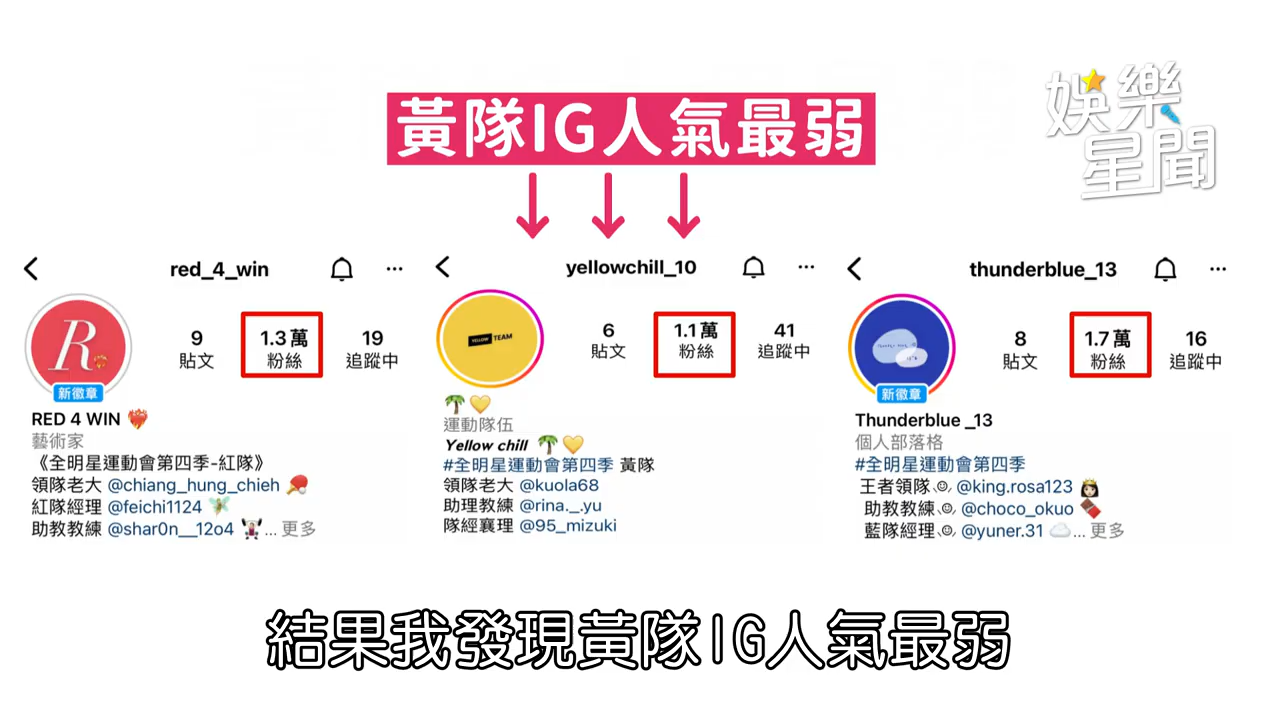 黃隊IG人氣最弱
娛樂
星聞
red_4_win
9
貼文
1.3萬
粉絲
19
追蹤中
R
新徽章
RED 4 WIN
藝術家
《全明星運動會第四季-紅隊》
領隊老大 @chiang_hung_chieh
紅隊經理 @feichi1124
助教教練 @shar0n__12o4 ... 更多
yellowchill_10
YELLOW TEAM
6
貼文
1.1萬
粉絲
41
追蹤中
運動隊伍
Yellow chill
#全明星運動會第四季 黃隊
領隊老大 @kuola68
助理教練 @rina._.yu
隊經襄理 @95_mizuki
thunderblue_13
8
貼文
1.7萬
粉絲
16
追蹤中
新徽章
Thunderblue _13
個人部落格
#全明星運動會第四季
王者領隊 @king.rosa123
助教教練 @choco_okuo
藍隊經理 @yuner.31 ... 更多
結果我發現黃隊IG人氣最弱